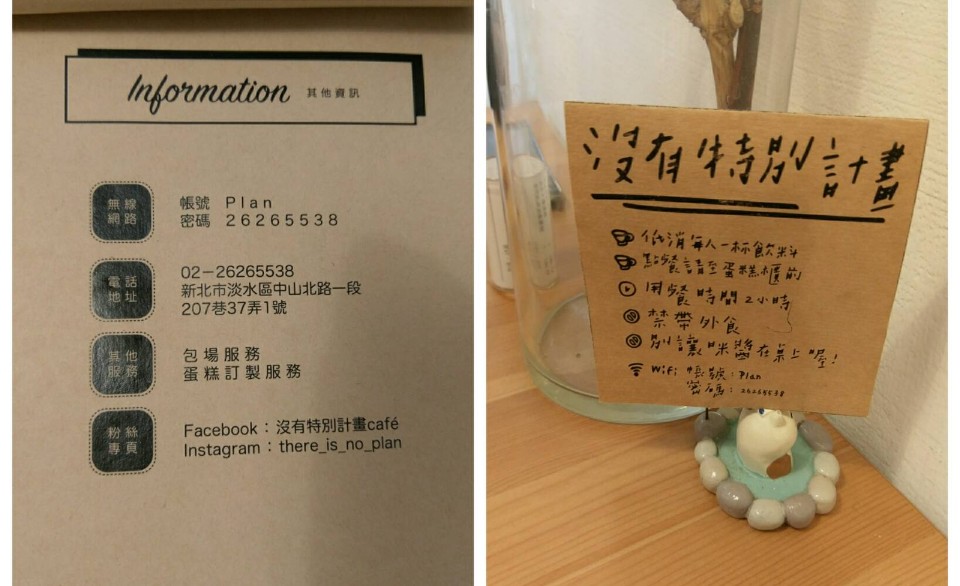 Information 其他資訊
無線
網路
帳號 Plan
密碼 26265538
電話
地址
02-26265538
新北市淡水區中山北路一段
207巷37弄1號
其他
服務
包場服務
蛋糕訂製服務
粉絲
專頁
Facebook：沒有特別計畫café
Instagram：there_is_no_plan
沒有特別計畫
低消每人一杯飲料
點餐請至蛋糕櫃前
用餐時間2小時
禁帶外食
別讓咪醬在桌上喔!
WiFi 帳號：Plan
密碼：26265538